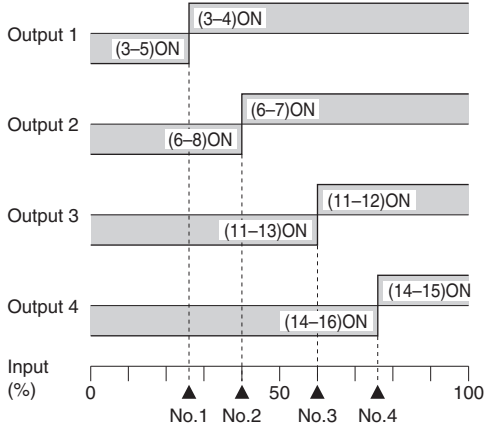 Output 1
(3–4)ON
(3–5)ON
Output 2
(6–7)ON
(6–8)ON
Output 3
(11–12)ON
(11–13)ON
Output 4
(14–15)ON
(14–16)ON
Input
(%)
0 50 100
No.1 No.2 No.3 No.4